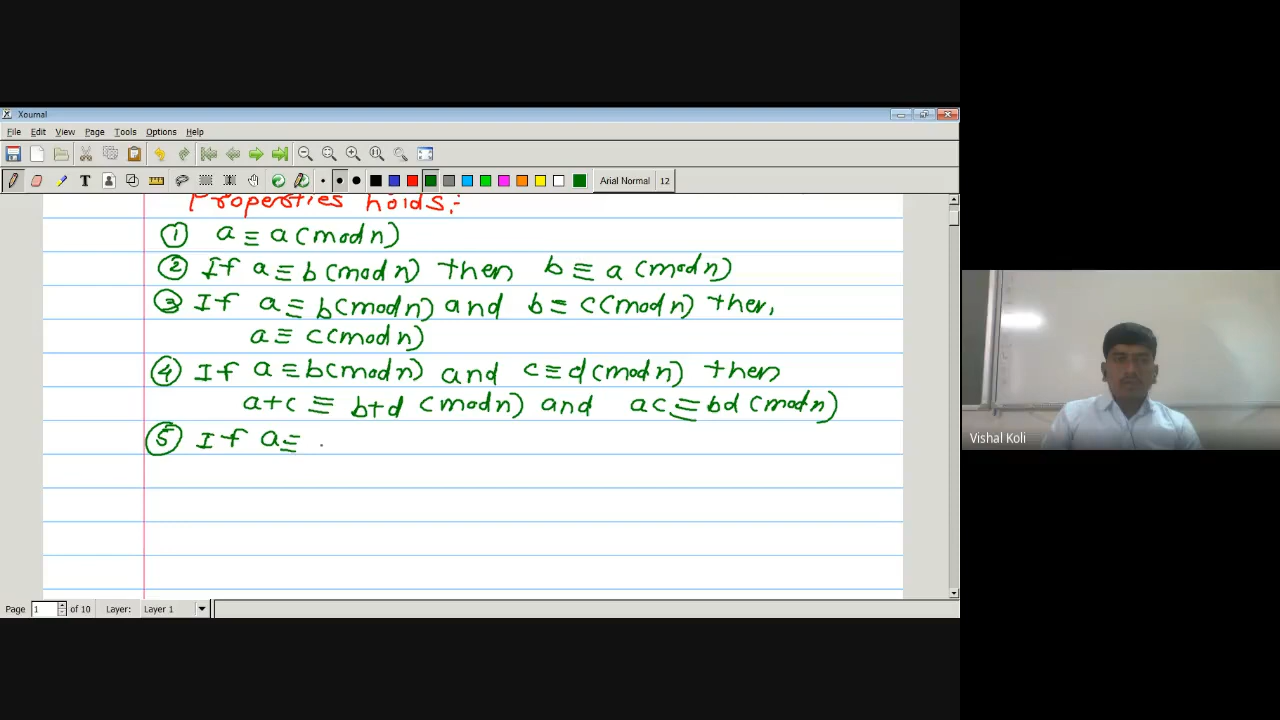 Xournal
File Edit View Page Tools Options Help
Arial Normal 12
Properties holds:-
① a ≡ a (mod n)
② If a ≡ b (mod n) then b ≡ a (mod n)
③ If a ≡ b (mod n) and b ≡ c (mod n) then,
a ≡ c (mod n)
④ If a ≡ b (mod n) and c ≡ d (mod n) then
a+c ≡ b+d (mod n) and ac ≡ bd (mod n)
⑤ If a ≡
Vishal Koli
Page 1 of 10 Layer: Layer 1